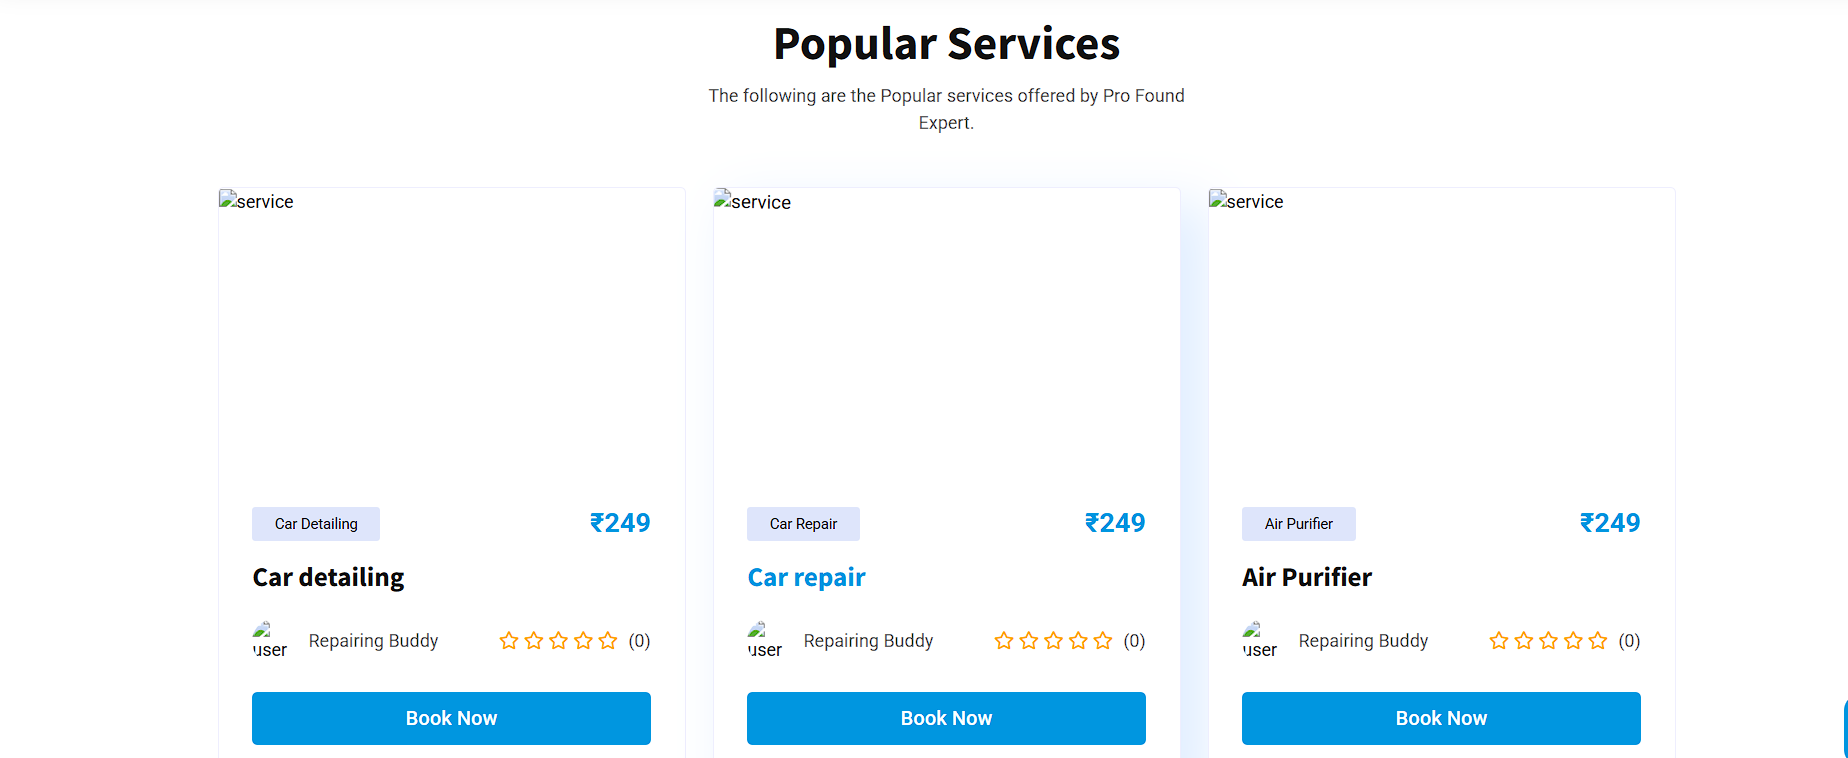 Popular Services
The following are the Popular services offered by Pro Found
Expert.
service
service
service
Car Detailing
₹249
Car detailing
user
Repairing Buddy
(0)
Book Now
Car Repair
₹249
Car repair
user
Repairing Buddy
(0)
Book Now
Air Purifier
₹249
Air Purifier
user
Repairing Buddy
(0)
Book Now